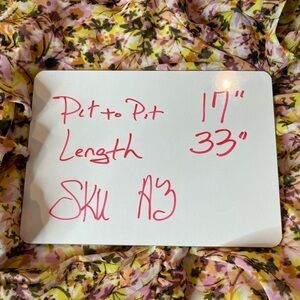 Pit to Pit 17"
Length 33"
SKU A3